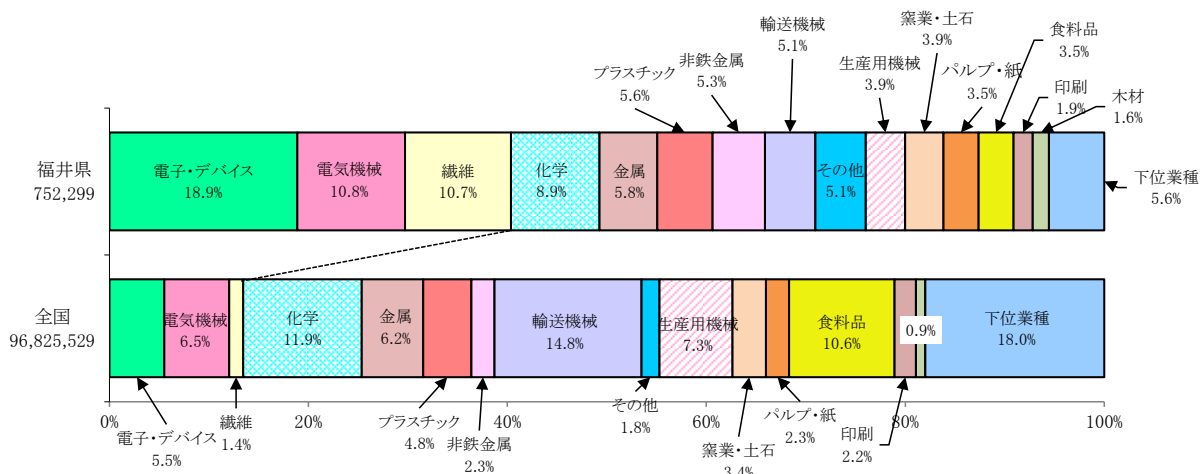 輸送機械
5.1%
窯業・土石
3.9%
食料品
3.5%
非鉄金属
5.3%
プラスチック
5.6%
生産用機械
3.9%
パルプ・紙
3.5%
印刷
1.9%
木材
1.6%
福井県
752,299
電子・デバイス
18.9%
電気機械
10.8%
繊維
10.7%
化学
8.9%
金属
5.8%
その他
5.1%
下位業種
5.6%
全国
96,825,529
電気機械
6.5%
化学
11.9%
金属
6.2%
輸送機械
14.8%
生産用機械
7.3%
食料品
10.6%
0.9%
下位業種
18.0%
0%
20%
40%
60%
80%
100%
電子・デバイス
5.5%
繊維
1.4%
プラスチック
4.8%
非鉄金属
2.3%
その他
1.8%
窯業・土石
3.4%
パルプ・紙
2.3%
印刷
2.2%